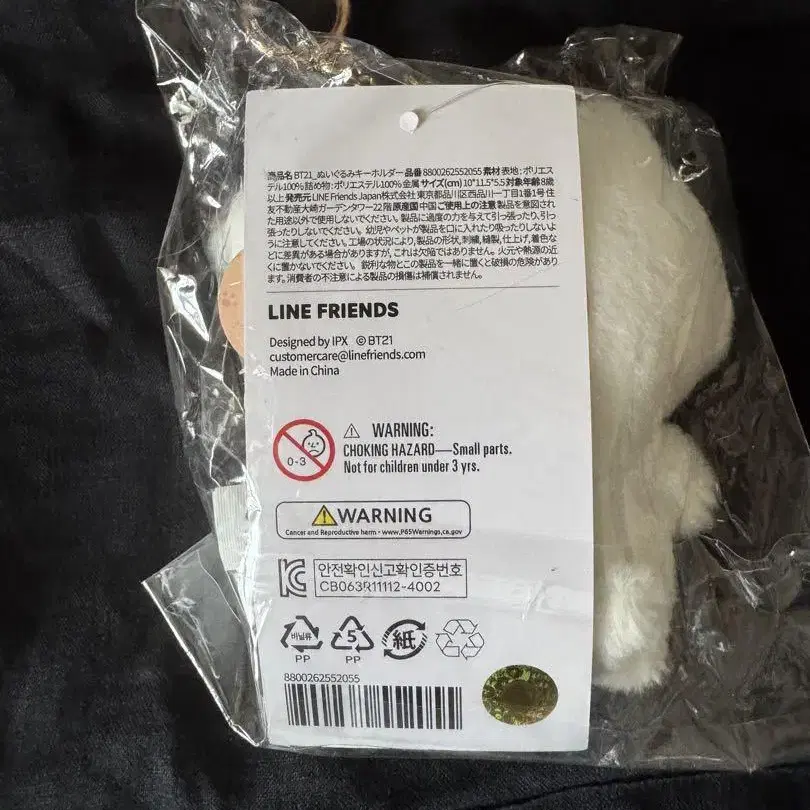 商品名 BT21_ぬいぐるみキーホルダー 品番 8800262552055 素材 表地:ポリエス
テル100% 詰め物:ポリエステル100% 金属 サイズ(cm) 10*11.5*5.5 対象年齢 8歳
以上 発売元 LINE Friends Japan株式会社 東京都品川区西品川一丁目1番1号 住
友不動産大崎ガーデンタワー22階 原産国 中国 ご使用上の注意 製品を意図され
た用途以外で使用しないでください。製品に過度の力を与えて引っ張ったり、引っ
張ったりしないでください。 幼児やペットが製品を口に入れたり吸ったりしないよ
うに注意してください。工場の状況により、製品の形状、刺繍、縫製、仕上げ、着色な
どに差異がある場合がありますが、これは欠陥ではありません。 火元や熱源の近
くに置かないでください。 鋭利な物とこの製品を一緒に置くと破損の危険があり
ます。消費者の不注意による製品の損傷は補償されません。
LINE FRIENDS
Designed by IPX © BT21
customercare@linefriends.com
Made in China
0-3
⚠ WARNING:
CHOKING HAZARD—Small parts.
Not for children under 3 yrs.
⚠WARNING
Cancer and Reproductive harm - www.P65Warnings.ca.gov
안전확인신고확인증번호
CB063R11112-4002
비닐류 5 紙
PP PP
8800262552055